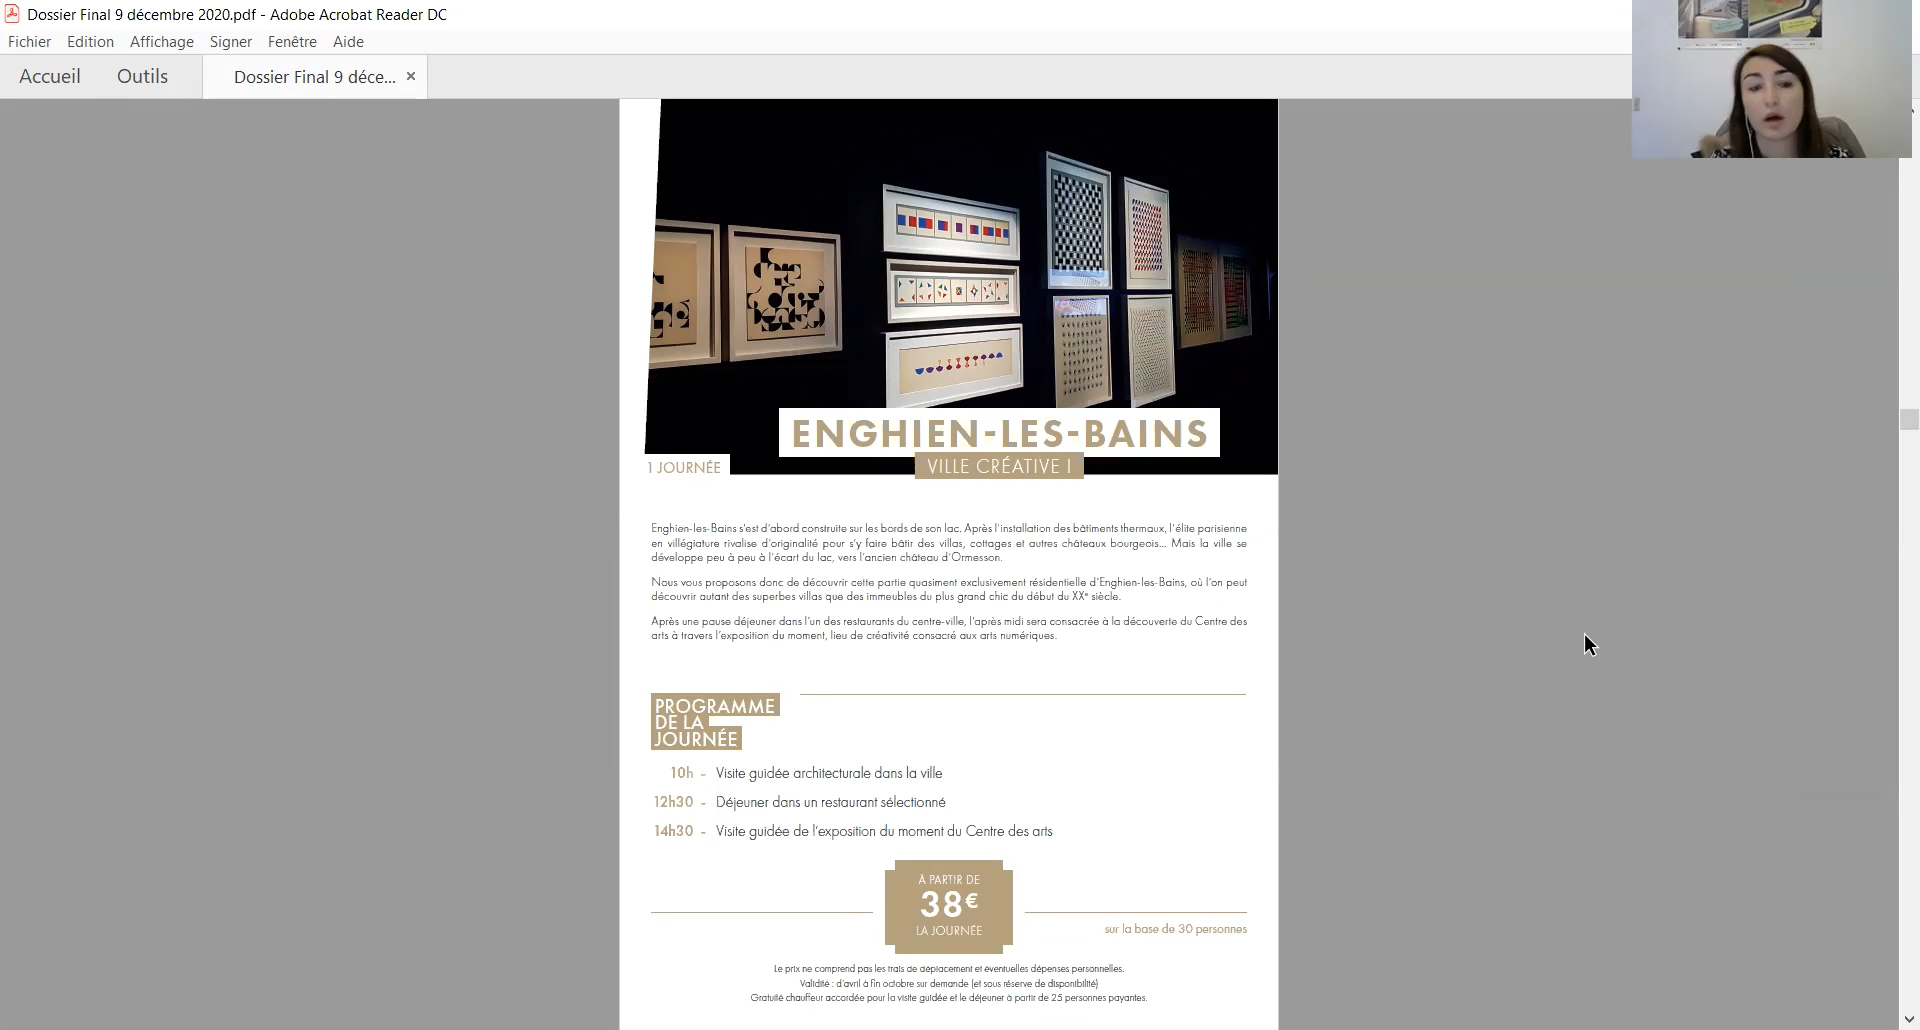 Dossier Final 9 décembre 2020.pdf - Adobe Acrobat Reader DC
Fichier Edition Affichage Signer Fenêtre Aide
Accueil Outils Dossier Final 9 déce... ×
ENGHIEN-LES-BAINS
1 JOURNÉE
VILLE CRÉATIVE I
Enghien-les-Bains s'est d'abord construite sur les bords de son lac. Après l'installation des bâtiments thermaux, l'élite parisienne
en villégiature rivalise d'originalité pour s'y faire bâtir des villas, cottages et autres châteaux bourgeois... Mais la ville se
développe peu à peu à l'écart du lac, vers l'ancien château d'Ormesson.
Nous vous proposons donc de découvrir cette partie quasiment exclusivement résidentielle d'Enghien-les-Bains, où l'on peut
découvrir autant des superbes villas que des immeubles du plus grand chic du début du XXe siècle.
Après une pause déjeuner dans l'un des restaurants du centre-ville, l'après midi sera consacrée à la découverte du Centre des
arts à travers l'exposition du moment, lieu de créativité consacré aux arts numériques.
PROGRAMME
DE LA
JOURNÉE
10h - Visite guidée architecturale dans la ville
12h30 - Déjeuner dans un restaurant sélectionné
14h30 - Visite guidée de l'exposition du moment du Centre des arts
À PARTIR DE
38€
LA JOURNÉE
sur la base de 30 personnes
Le prix ne comprend pas les frais de déplacement et éventuelles dépenses personnelles.
Validité : d'avril à fin octobre sur demande (et sous réserve de disponibilité)
Gratuité chauffeur accordée pour la visite guidée et le déjeuner à partir de 25 personnes payantes.